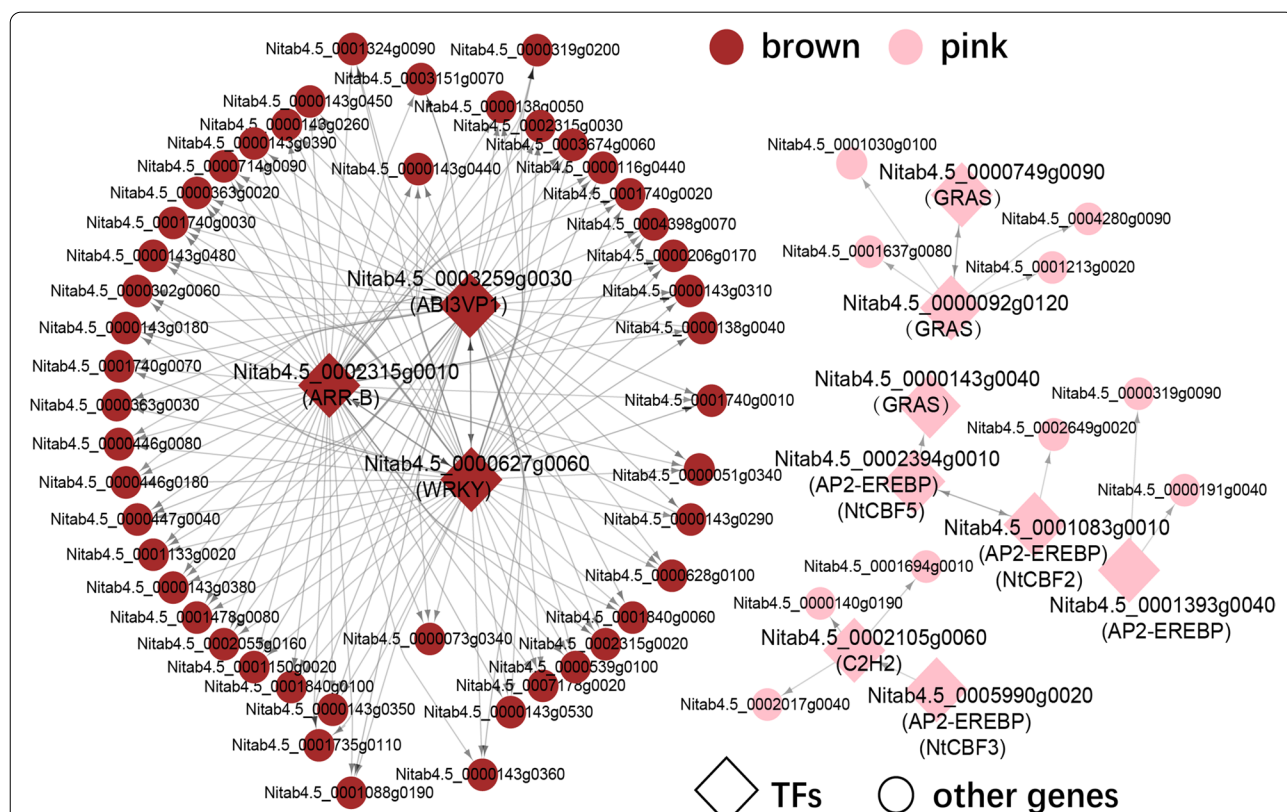 brown
pink
Nitab4.5_0001324g0090
Nitab4.5_0000319g0200
Nitab4.5_0003151g0070
Nitab4.5_0000143g0450
Nitab4.5_0000138g0050
Nitab4.5_0000143g0260
Nitab4.5_0002315g0030
Nitab4.5_0000143g0390
Nitab4.5_0003674g0060
Nitab4.5_0000714g0090
Nitab4.5_0000143g0440
Nitab4.5_0000116g0440
Nitab4.5_0000363g0020
Nitab4.5_0001740g0020
Nitab4.5_0001740g0030
Nitab4.5_0004398g0070
Nitab4.5_0000143g0480
Nitab4.5_0000206g0170
Nitab4.5_0003259g0030
(ABI3VP1)
Nitab4.5_0000302g0060
Nitab4.5_0000143g0310
Nitab4.5_0000143g0180
Nitab4.5_0000138g0040
Nitab4.5_0001740g0070
Nitab4.5_0002315g0010
(ARR-B)
Nitab4.5_0000363g0030
Nitab4.5_0001740g0010
Nitab4.5_0000446g0080
Nitab4.5_0000627g0060
(WRKY)
Nitab4.5_0000051g0340
Nitab4.5_0000446g0180
Nitab4.5_0000447g0040
Nitab4.5_0000143g0290
Nitab4.5_0001133g0020
Nitab4.5_0000628g0100
Nitab4.5_0000143g0380
Nitab4.5_0001478g0080
Nitab4.5_0001840g0060
Nitab4.5_0002055g0160
Nitab4.5_0000073g0340
Nitab4.5_0002315g0020
Nitab4.5_0001150g0020
Nitab4.5_0000539g0100
Nitab4.5_0001840g0100
Nitab4.5_0007178g0020
Nitab4.5_0000143g0350
Nitab4.5_0000143g0530
Nitab4.5_0001735g0110
Nitab4.5_0000143g0360
Nitab4.5_0001088g0190
Nitab4.5_0001030g0100
Nitab4.5_0000749g0090
(GRAS)
Nitab4.5_0004280g0090
Nitab4.5_0001637g0080
Nitab4.5_0001213g0020
Nitab4.5_0000092g0120
(GRAS)
Nitab4.5_0000143g0040
(GRAS)
Nitab4.5_0000319g0090
Nitab4.5_0002649g0020
Nitab4.5_0002394g0010
(AP2-EREBP)
(NtCBF5)
Nitab4.5_0000191g0040
Nitab4.5_0001083g0010
(AP2-EREBP)
(NtCBF2)
Nitab4.5_0001694g0010
Nitab4.5_0000140g0190
Nitab4.5_0001393g0040
(AP2-EREBP)
Nitab4.5_0002105g0060
(C2H2)
Nitab4.5_0005990g0020
(AP2-EREBP)
(NtCBF3)
Nitab4.5_0002017g0040
TFs
other genes